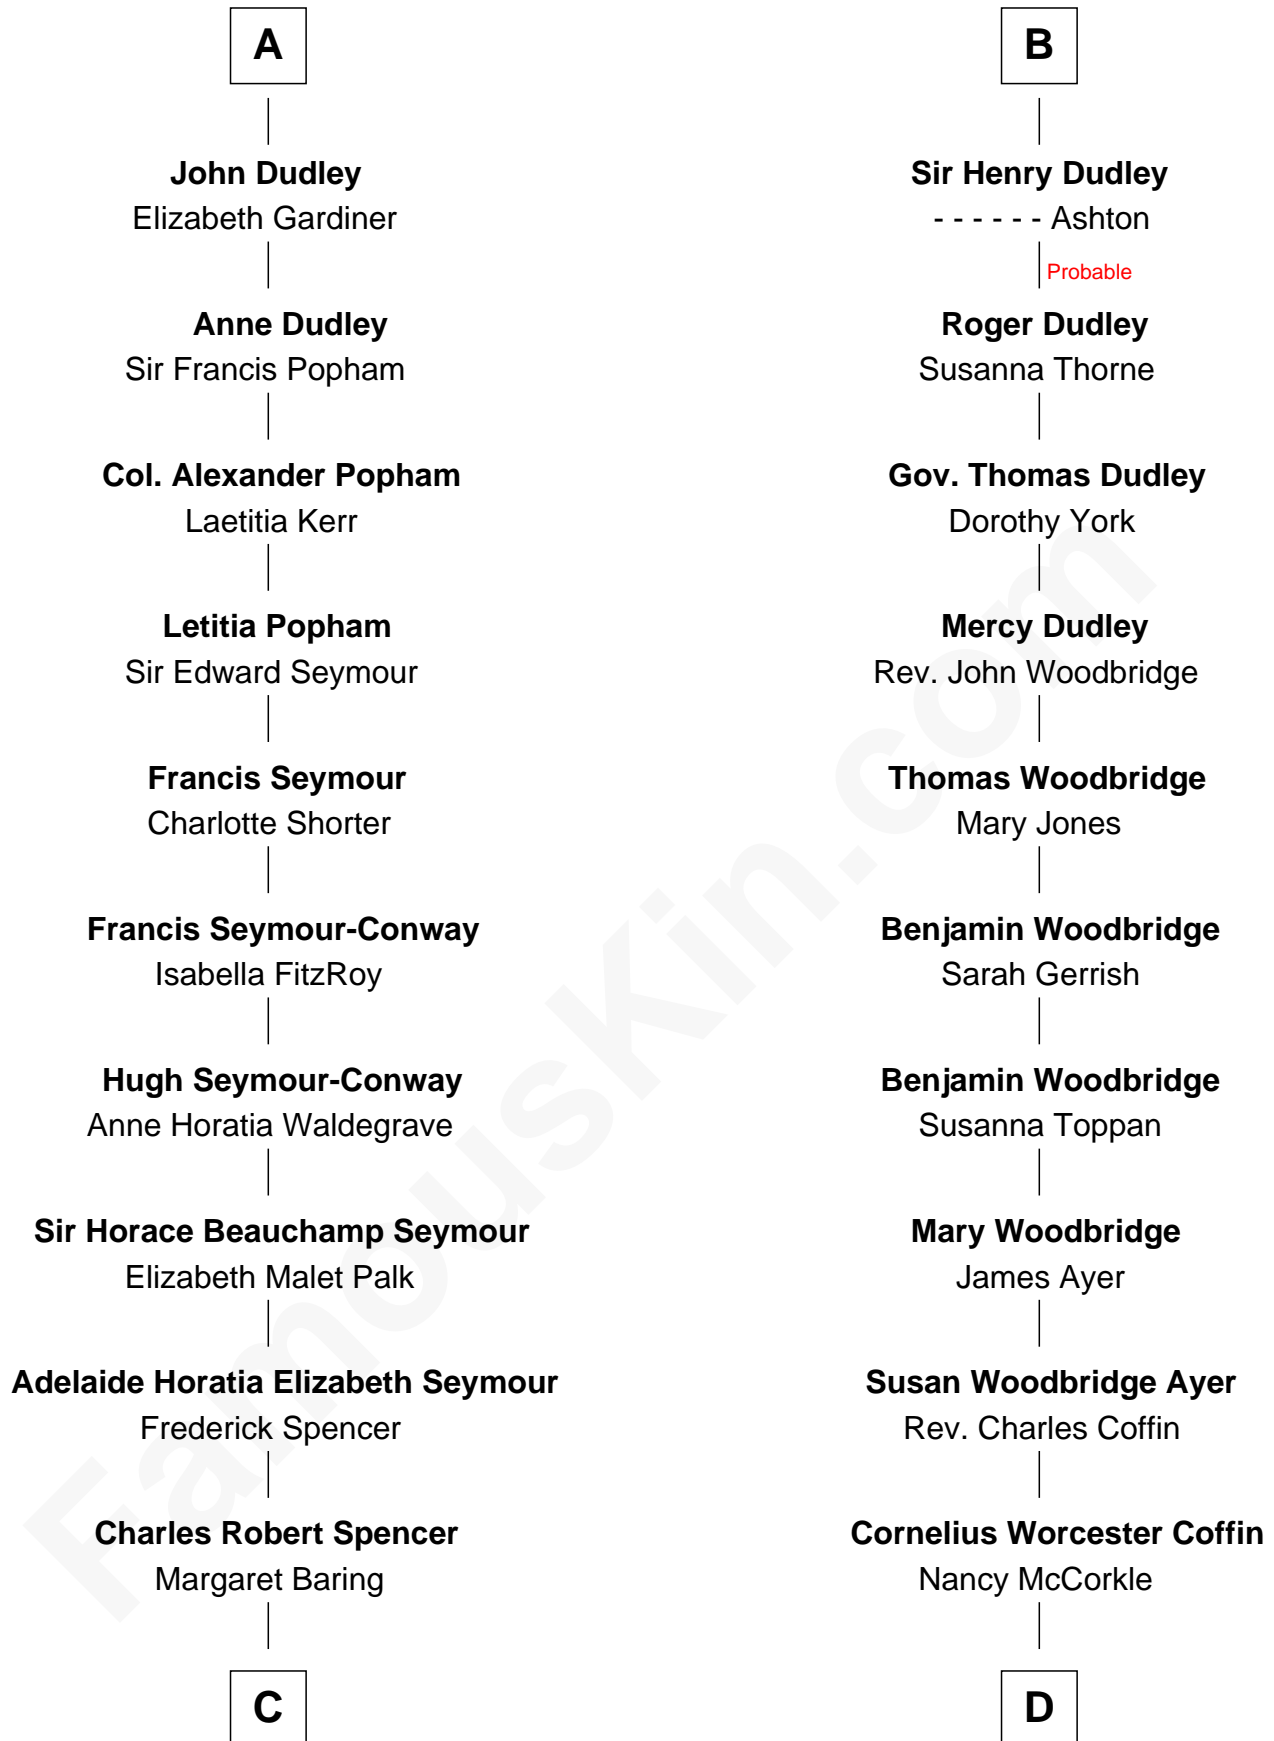 A
John Dudley
Elizabeth Gardiner
Anne Dudley
Sir Francis Popham
Col. Alexander Popham
Laetitia Kerr
Letitia Popham
Sir Edward Seymour
Francis Seymour
Charlotte Shorter
Francis Seymour-Conway
Isabella FitzRoy
Hugh Seymour-Conway
Anne Horatia Waldegrave
Sir Horace Beauchamp Seymour
Elizabeth Malet Palk
Adelaide Horatia Elizabeth Seymour
Frederick Spencer
Charles Robert Spencer
Margaret Baring
C
B
Sir Henry Dudley
- - - - - - Ashton
Probable
Roger Dudley
Susanna Thorne
Gov. Thomas Dudley
Dorothy York
Mercy Dudley
Rev. John Woodbridge
Thomas Woodbridge
Mary Jones
Benjamin Woodbridge
Sarah Gerrish
Benjamin Woodbridge
Susanna Toppan
Mary Woodbridge
James Ayer
Susan Woodbridge Ayer
Rev. Charles Coffin
Cornelius Worcester Coffin
Nancy McCorkle
D
FamousKin.com